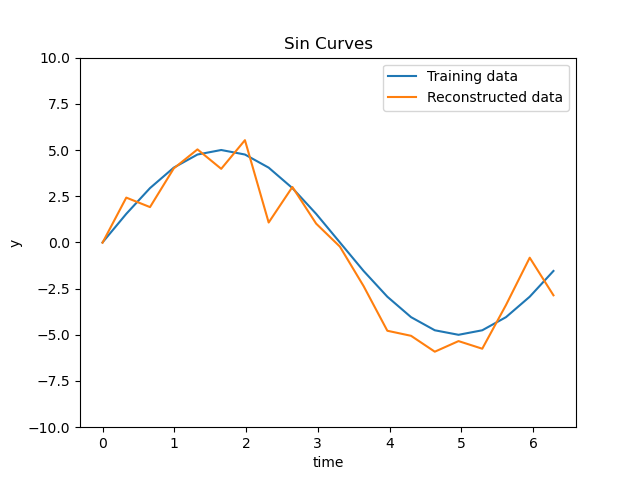 Sin Curves
Training data
Reconstructed data
10.0
7.5
5.0
2.5
0.0
−2.5
−5.0
−7.5
−10.0
y
0 1 2 3 4 5 6
time